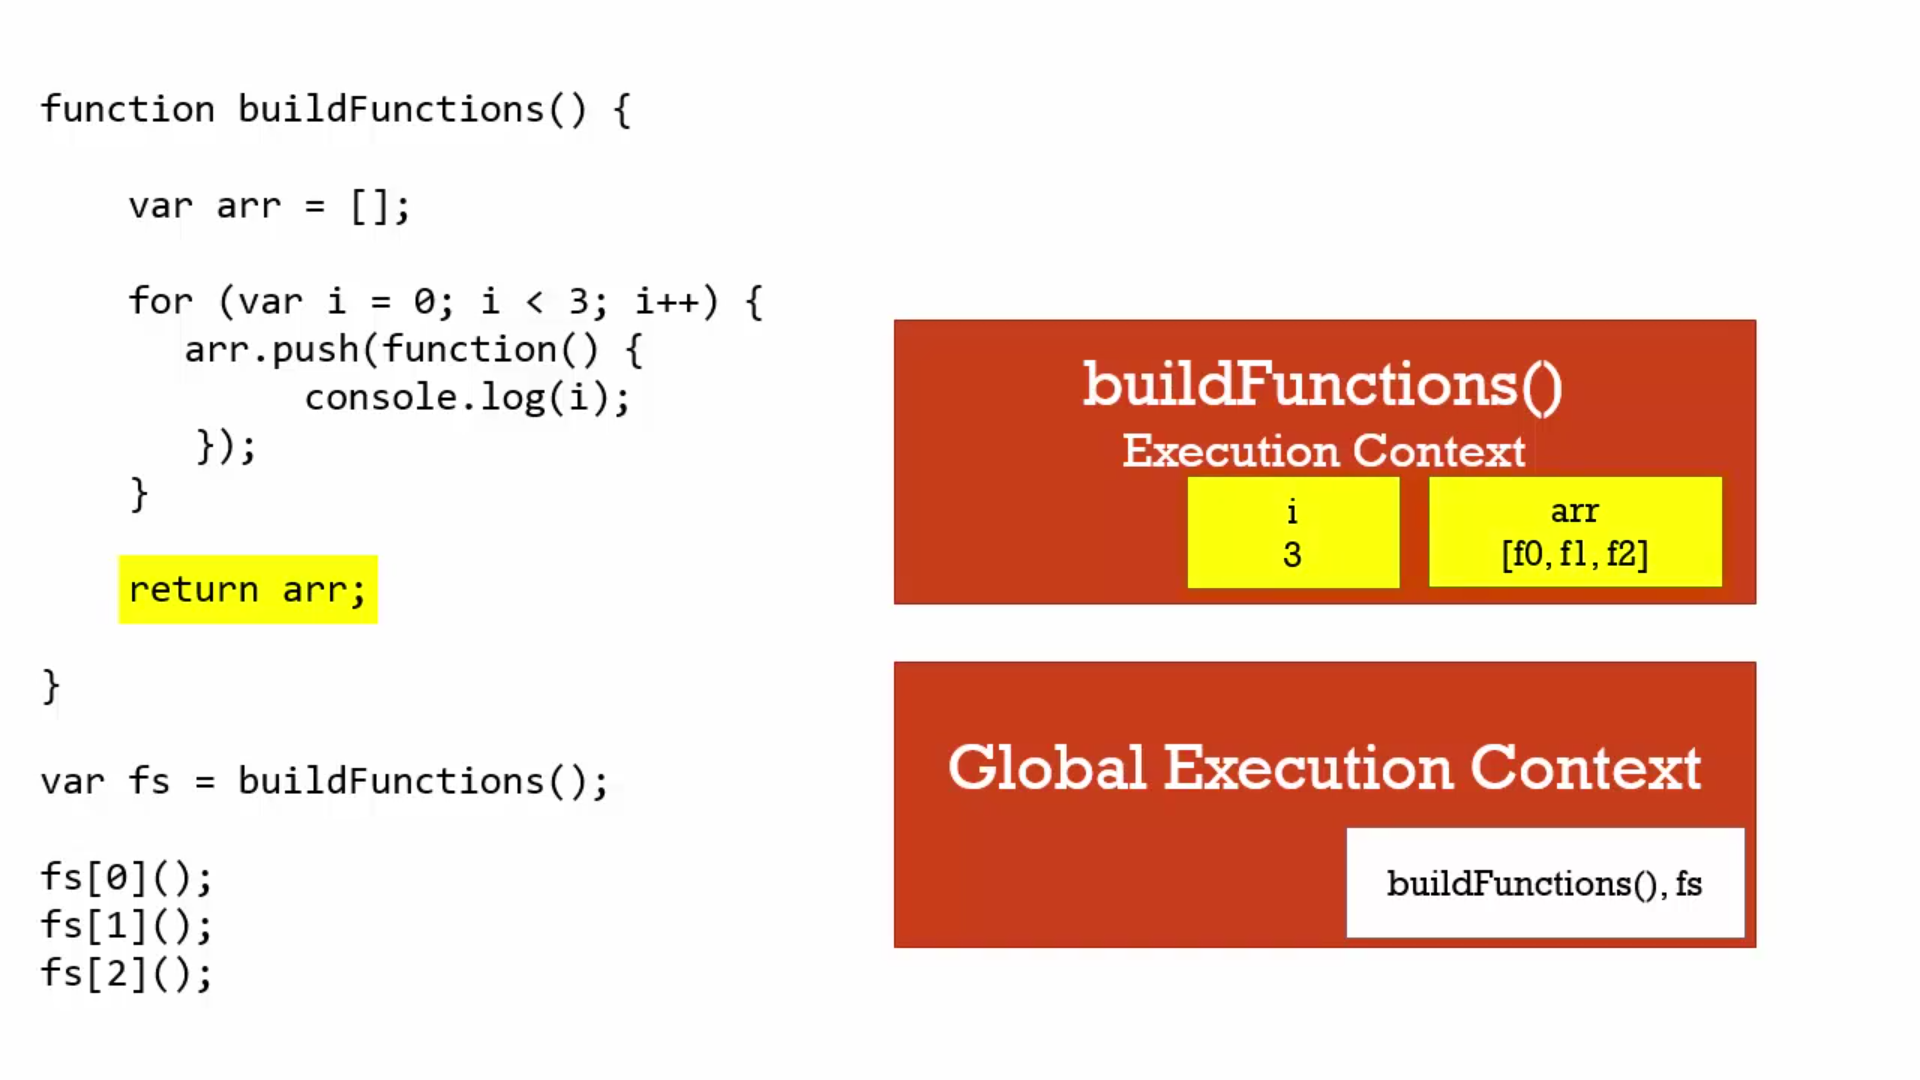 function buildFunctions() {
var arr = [];
for (var i = 0; i < 3; i++) {
arr.push(function() {
console.log(i);
});
}
return arr;
}
var fs = buildFunctions();
fs[0]();
fs[1]();
fs[2]();
buildFunctions()
Execution Context
i
3
arr
[f0, f1, f2]
Global Execution Context
buildFunctions(), fs